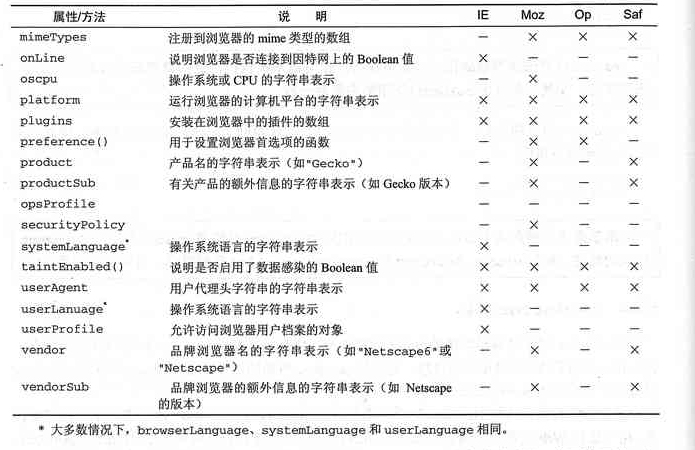 属性/方法 说 明 IE Moz Op Saf
mimeTypes 注册到浏览器的 mime 类型的数组 — × × ×
onLine 说明浏览器是否连接到因特网上的 Boolean 值 × — — —
oscpu 操作系统或 CPU 的字符串表示 — × — —
platform 运行浏览器的计算机平台的字符串表示 × × × ×
plugins 安装在浏览器中的插件的数组 × × × ×
preference() 用于设置浏览器首选项的函数 — × × —
product 产品名的字符串表示（如"Gecko"） — × — ×
productSub 有关产品的额外信息的字符串表示（如 Gecko 版本） — × — ×
opsProfile — — — —
securityPolicy — × — —
systemLanguage* 操作系统语言的字符串表示 × — — —
taintEnabled() 说明是否启用了数据感染的 Boolean 值 × × × ×
userAgent 用户代理头字符串的字符串表示 × × × ×
userLanuage* 操作系统语言的字符串表示 × — — —
userProfile 允许访问浏览器用户档案的对象 × — — —
vendor 品牌浏览器名的字符串表示（如"Netscape6"或 — × — ×
"Netscape"）
vendorSub 品牌浏览器的额外信息的字符串表示（如 Netscape — × — ×
的版本）
* 大多数情况下，browserLanguage、systemLanguage 和 userLanguage 相同。